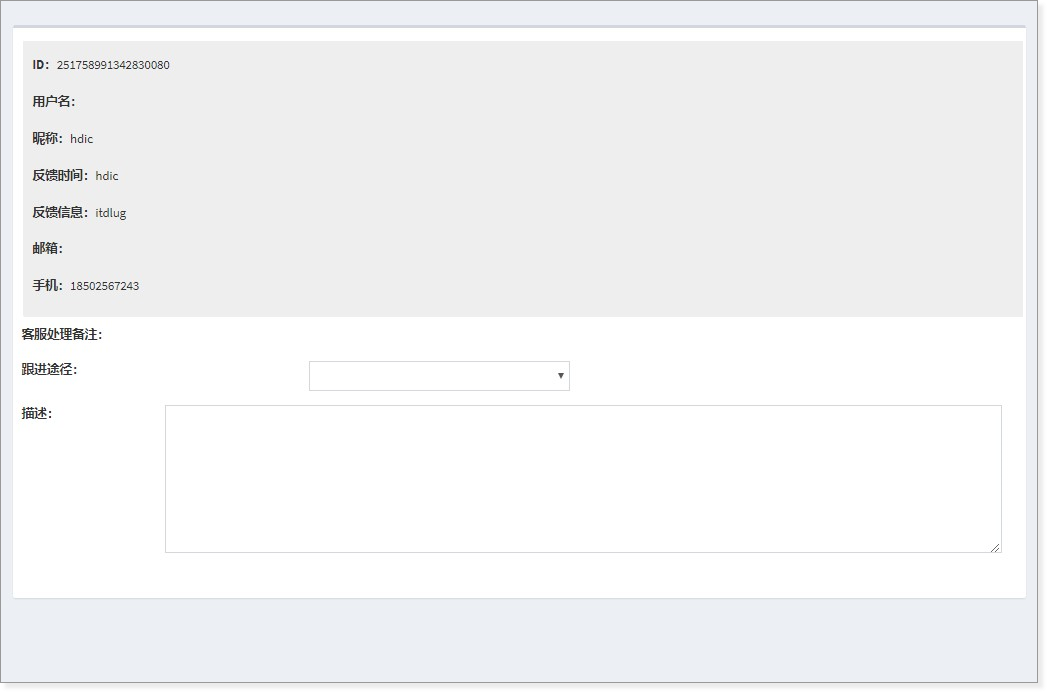 ID：251758991342830080
用户名：
昵称：hdic
反馈时间：hdic
反馈信息：itdlug
邮箱：
手机：18502567243
客服处理备注：
跟进途径：
描述：